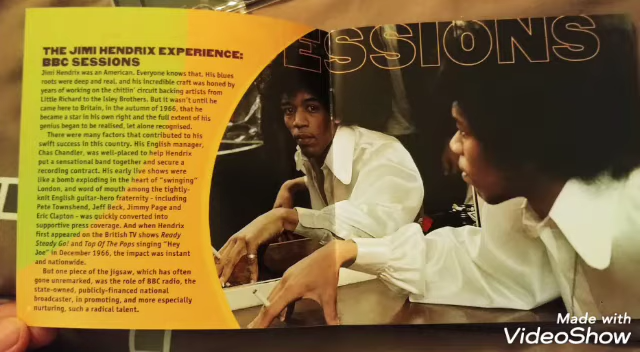 THE JIMI HENDRIX EXPERIENCE:
BBC SESSIONS
Jimi Hendrix was an American. Everyone knows that. His blues
roots were deep and real, and his incredible craft was honed by
years of working on the chitlin' circuit backing artists from
Little Richard to the Isley Brothers. But it wasn't until he
came here to Britain, in the autumn of 1966, that he
became a star in his own right and the full extent of his
genius began to be realised, let alone recognised.
There were many factors that contributed to his
swift success in this country. His English manager,
Chas Chandler, was well-placed to help Hendrix
put a sensational band together and secure a
recording contract. His early live shows were
like a bomb exploding in the heart of "swinging"
London, and word of mouth among the tightly-
knit English guitar-hero fraternity - including
Pete Townshend, Jeff Beck, Jimmy Page and
Eric Clapton - was quickly converted into
supportive press coverage. And when Hendrix
first appeared on the British TV shows Ready
Steady Go! and Top Of The Pops singing "Hey
Joe" in December 1966, the impact was instant
and nationwide.
But one piece of the jigsaw, which has often
gone unremarked, was the role of BBC radio, the
state-owned, publicly-financed national
broadcaster, in promoting, and more especially
nurturing, such a radical talent.
ESSIONS
Made with
VideoShow